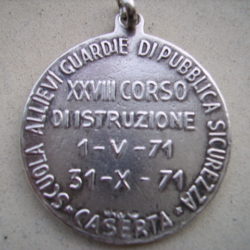 SCUOLA ALLIEVI GUARDIE DI PUBBLICA SICUREZZA
XXVIII CORSO
DI ISTRUZIONE
1-V-71
31-X-71
CASERTA